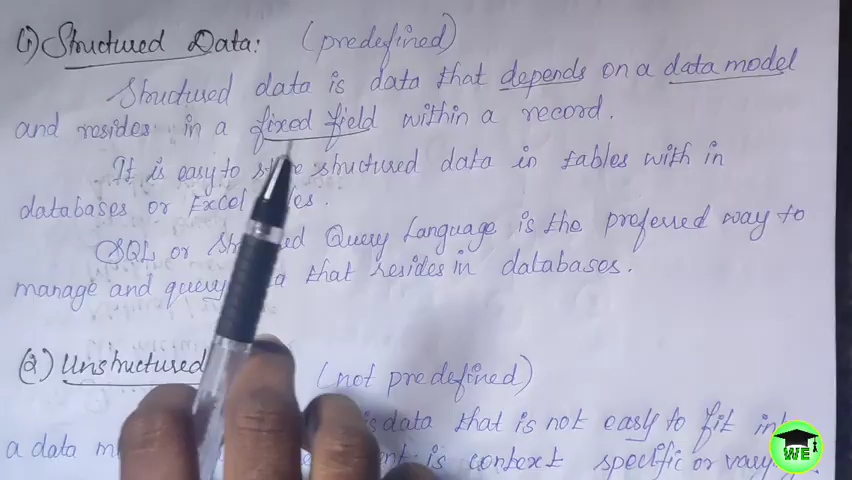 (1) Structured Data: (predefined)
Structured data is data that depends on a data model
and resides in a fixed field within a record.
It is easy to structured data in tables with in
databases or Excel
SQL or Query Language is the preferred way to
manage and query that resides in databases.
(2) Unstructured (not predefined)
is data that is not easy to fit
a data is context specific or
WE